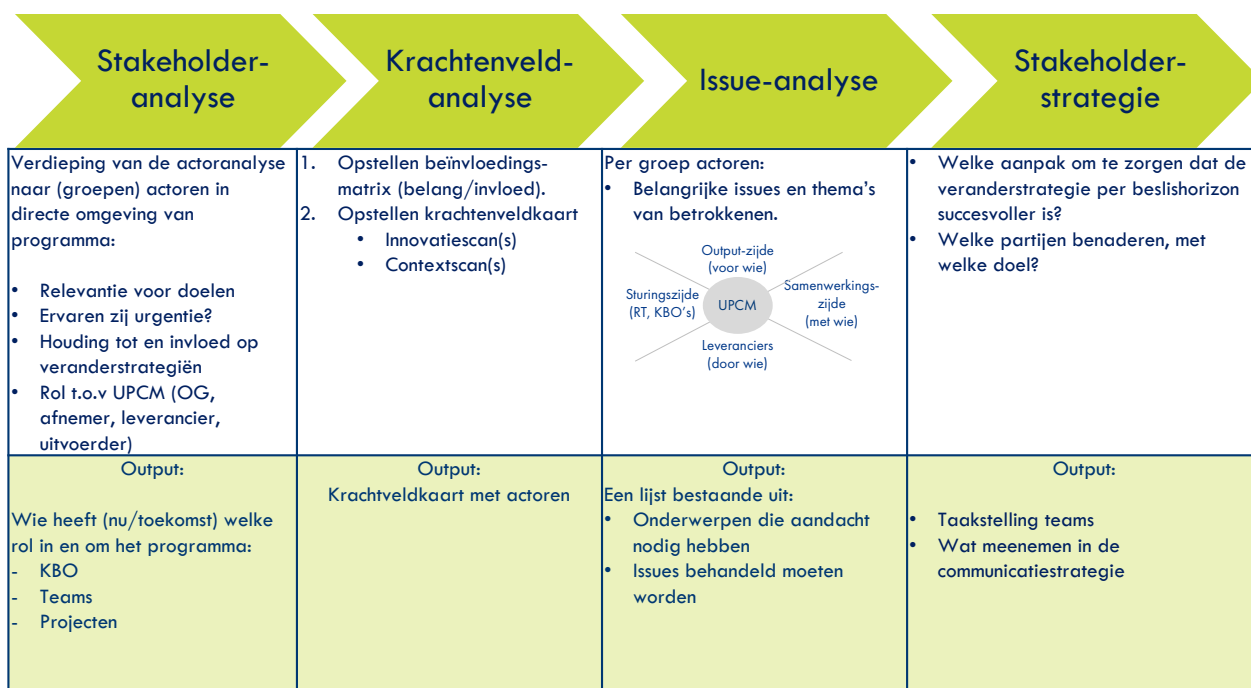 Stakeholder-
analyse
Krachtenveld-
analyse
Issue-analyse
Stakeholder-
strategie
Verdieping van de actoranalyse
naar (groepen) actoren in
directe omgeving van
programma:
• Relevantie voor doelen
• Ervaren zij urgentie?
• Houding tot en invloed op
veranderstrategiën
• Rol t.o.v UPCM (OG,
afnemer, leverancier,
uitvoerder)
1. Opstellen beïnvloedings-
matrix (belang/invloed).
2. Opstellen krachtenveldkaart
• Innovatiescan(s)
• Contextscan(s)
Per groep actoren:
• Belangrijke issues en thema's
van betrokkenen.
Output-zijde
(voor wie)
Sturingszijde
(RT, KBO's)
UPCM
Samenwerkings-
zijde
(met wie)
Leveranciers
(door wie)
• Welke aanpak om te zorgen dat de
veranderstrategie per beslishorizon
succesvoller is?
• Welke partijen benaderen, met
welke doel?
Output:
Wie heeft (nu/toekomst) welke
rol in en om het programma:
- KBO
- Teams
- Projecten
Output:
Krachtveldkaart met actoren
Output:
Een lijst bestaande uit:
• Onderwerpen die aandacht
nodig hebben
• Issues behandeld moeten
worden
Output:
• Taakstelling teams
• Wat meenemen in de
communicatiestrategie